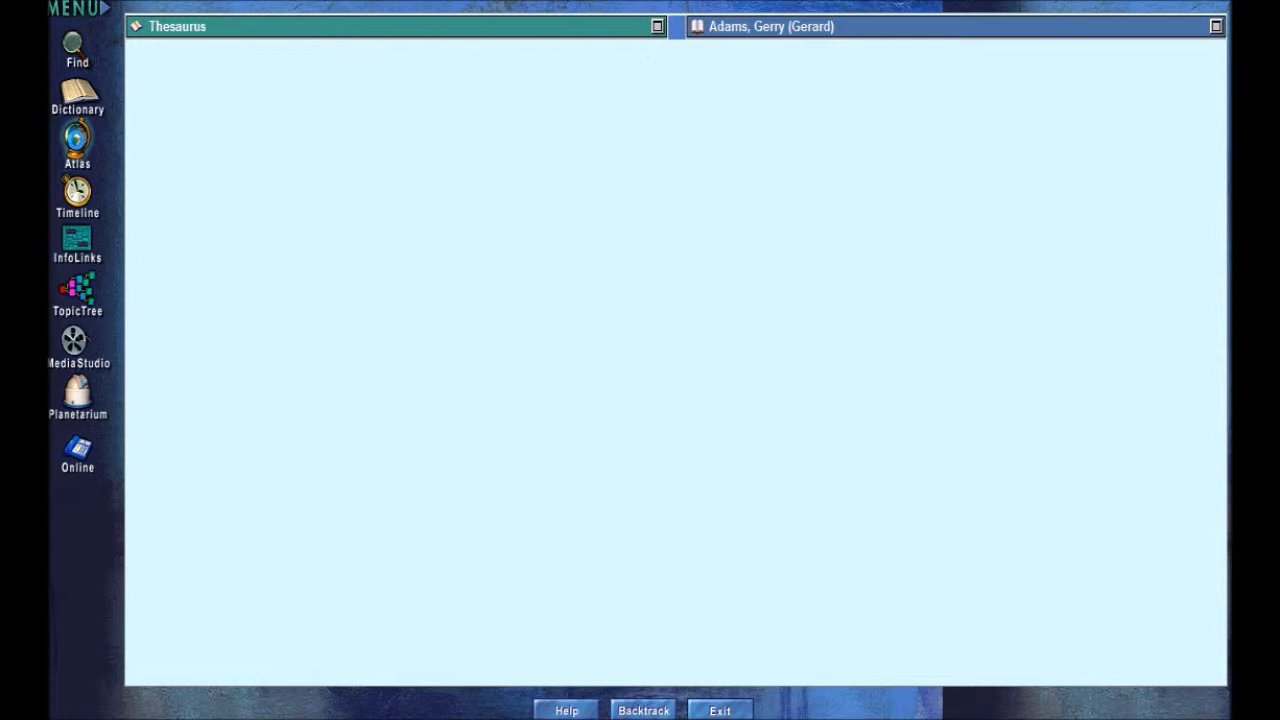 MENU
Thesaurus
Adams, Gerry (Gerard)
Find
Dictionary
Atlas
Timeline
InfoLinks
TopicTree
MediaStudio
Planetarium
Online
Help
Backtrack
Exit